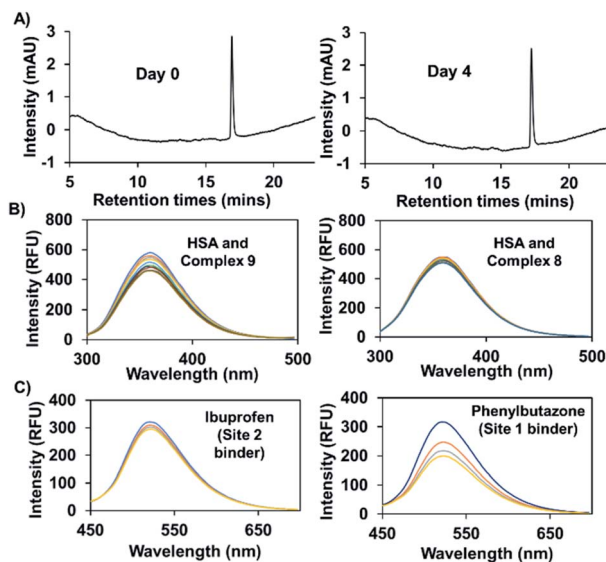 A)
3
2
1
0
-1
Intensity (mAU)
Day 0
5
10
15
20
Retention times (mins)
3
2
1
0
-1
Intensity (mAU)
Day 4
5
10
15
20
Retention times (mins)
B)
800
600
400
200
0
Intensity (RFU)
HSA and
Complex 9
300
400
500
Wavelength (nm)
800
600
400
200
0
Intensity (RFU)
HSA and
Complex 8
300
400
500
Wavelength (nm)
C)
400
300
200
100
0
Intensity (RFU)
Ibuprofen
(Site 2
binder)
450
550
650
Wavelength (nm)
400
300
200
100
0
Intensity (RFU)
Phenylbutazone
(Site 1 binder)
450
550
650
Wavelength (nm)